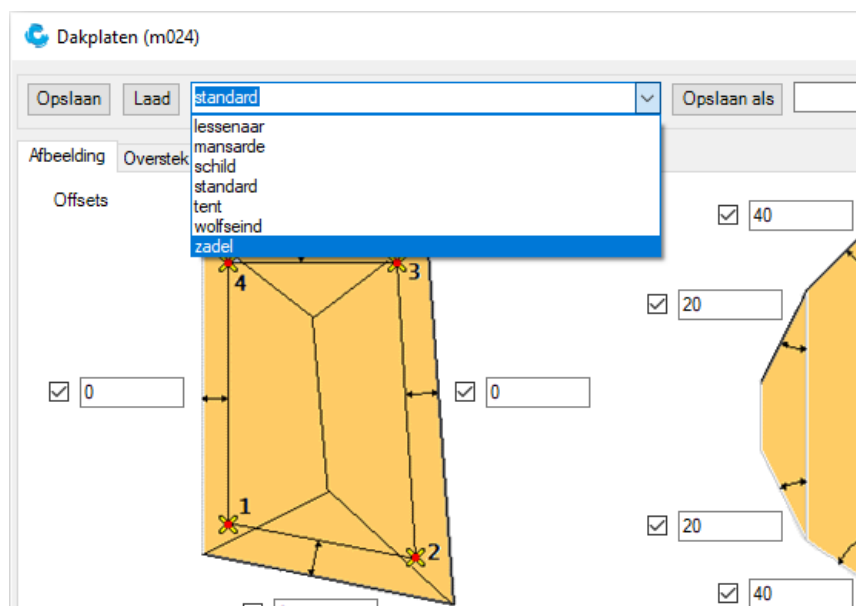 Dakplaten (m024)
Opslaan Laad standard Opslaan als
lessenaar
mansarde
schild
standard
tent
wolfseind
zadel
Afbeelding Overstek
Offsets
40
4 3
20
0 0
1
2
20
40